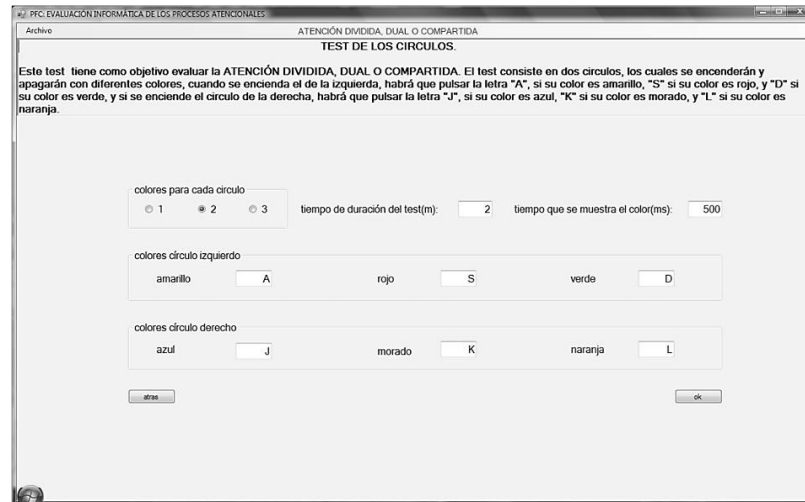 PFC: EVALUACIÓN INFORMÁTICA DE LOS PROCESOS ATENCIONALES
Archivo
ATENCIÓN DIVIDIDA, DUAL O COMPARTIDA
TEST DE LOS CIRCULOS.
Este test tiene como objetivo evaluar la ATENCIÓN DIVIDIDA, DUAL O COMPARTIDA. El test consiste en dos circulos, los cuales se encenderán y
apagarán con diferentes colores, cuando se encienda el de la izquierda, habrá que pulsar la letra "A", si su color es amarillo, "S" si su color es rojo, y "D" si
su color es verde, y si se enciende el circulo de la derecha, habrá que pulsar la letra "J", si su color es azul, "K" si su color es morado, y "L" si su color es
naranja.
colores para cada circulo
1 2 3 tiempo de duración del test(m): 2 tiempo que se muestra el color(ms): 500
colores círculo izquierdo
amarillo A rojo S verde D
colores círculo derecho
azul J morado K naranja L
atras ok